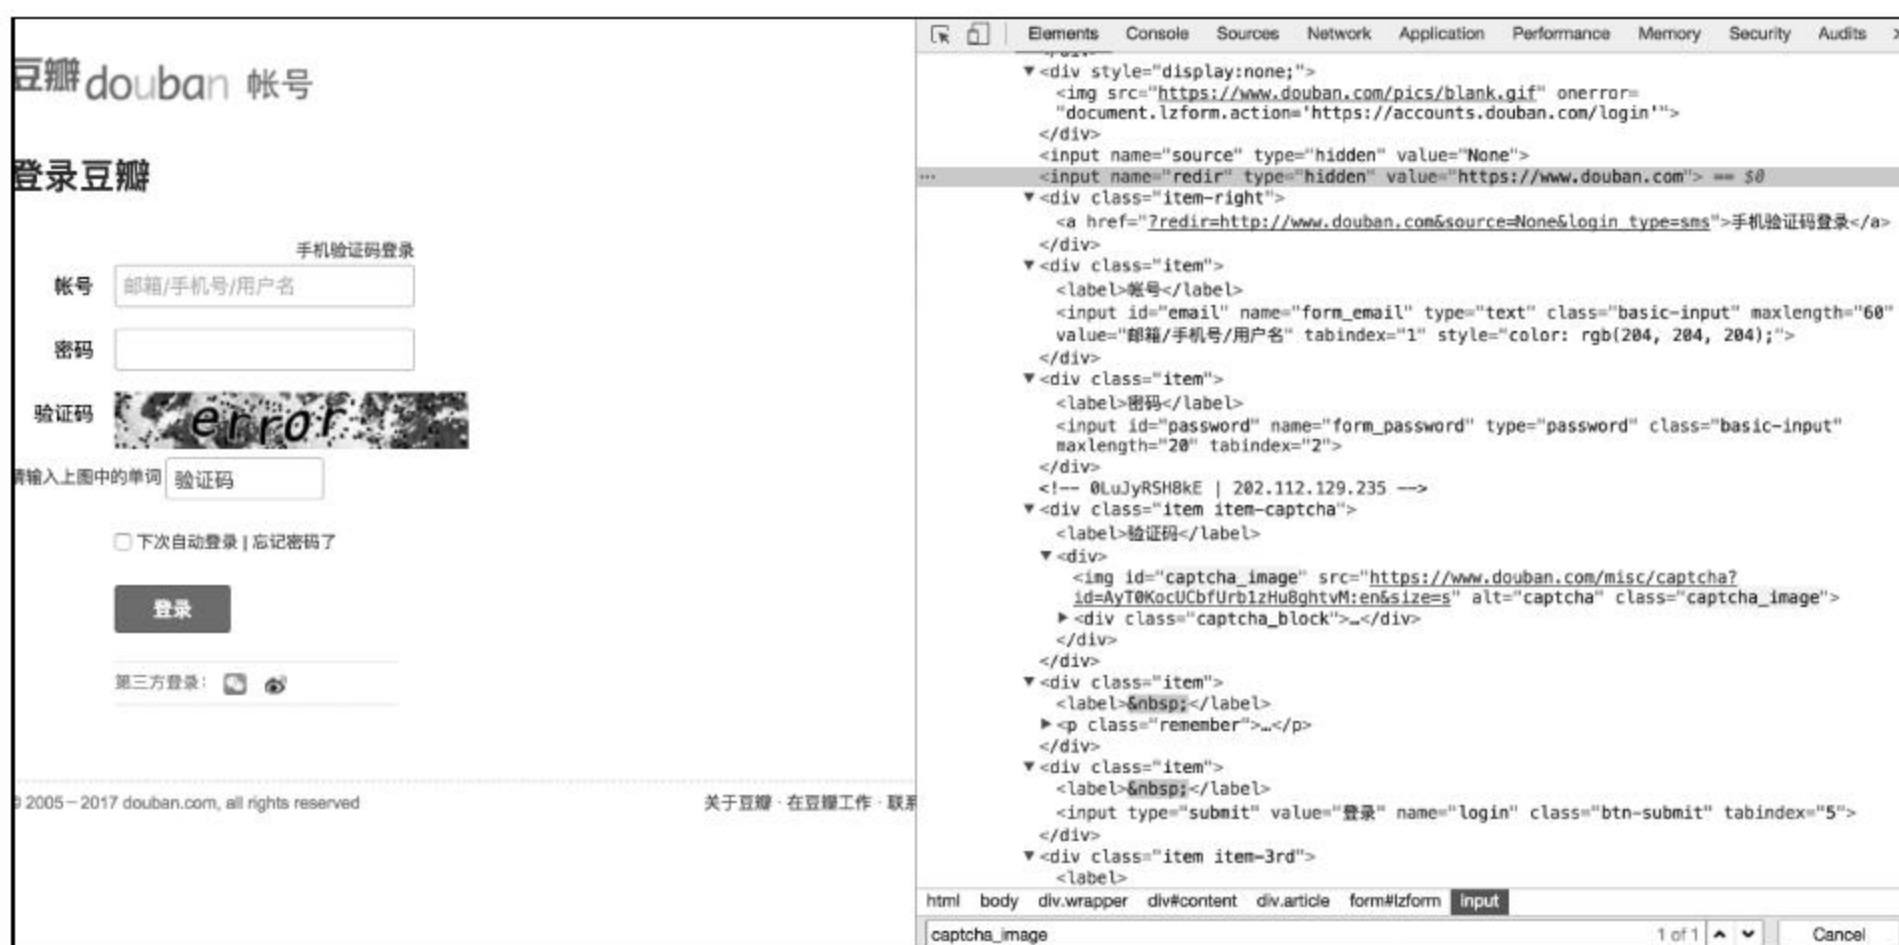 豆瓣douban 帐号
登录豆瓣
手机验证码登录
帐号 邮箱/手机号/用户名
密码
验证码 error
请输入上图中的单词 验证码
下次自动登录 | 忘记密码了
登录
第三方登录:
© 2005－2017 douban.com, all rights reserved 关于豆瓣 · 在豆瓣工作 · 联系
Elements Console Sources Network Application Performance Memory Security Audits
</div>
▼<div style="display:none;">
<img src="https://www.douban.com/pics/blank.gif" onerror=
"document.lzform.action='https://accounts.douban.com/login'">
</div>
<input name="source" type="hidden" value="None">
… <input name="redir" type="hidden" value="https://www.douban.com"> == $0
▼<div class="item-right">
<a href="?redir=http://www.douban.com&source=None&login_type=sms">手机验证码登录</a>
</div>
▼<div class="item">
<label>帐号</label>
<input id="email" name="form_email" type="text" class="basic-input" maxlength="60"
value="邮箱/手机号/用户名" tabindex="1" style="color: rgb(204, 204, 204);">
</div>
▼<div class="item">
<label>密码</label>
<input id="password" name="form_password" type="password" class="basic-input"
maxlength="20" tabindex="2">
</div>
<!-- 0LuJyRSH8kE | 202.112.129.235 -->
▼<div class="item item-captcha">
<label>验证码</label>
▼<div>
<img id="captcha_image" src="https://www.douban.com/misc/captcha?
id=AyT0KocUCbfUrb1zHu8ghtvM:en&size=s" alt="captcha" class="captcha_image">
▶<div class="captcha_block">…</div>
</div>
</div>
▼<div class="item">
<label>&nbsp;</label>
▶<p class="remember">…</p>
</div>
▼<div class="item">
<label>&nbsp;</label>
<input type="submit" value="登录" name="login" class="btn-submit" tabindex="5">
</div>
▼<div class="item item-3rd">
<label>
html body div.wrapper div#content div.article form#lzform input
captcha_image 1 of 1 Cancel